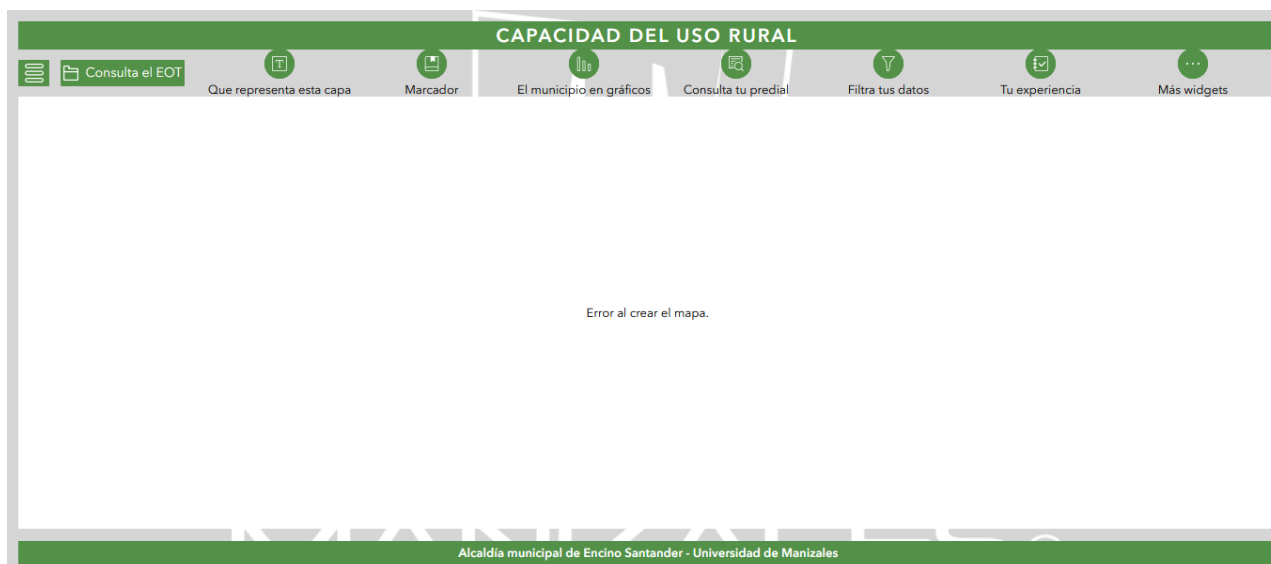 CAPACIDAD DEL USO RURAL
Consulta el EOT
Que representa esta capa
Marcador
El municipio en gráficos
Consulta tu predial
Filtra tus datos
Tu experiencia
Más widgets
Error al crear el mapa.
MANIZALES
Alcaldía municipal de Encino Santander - Universidad de Manizales